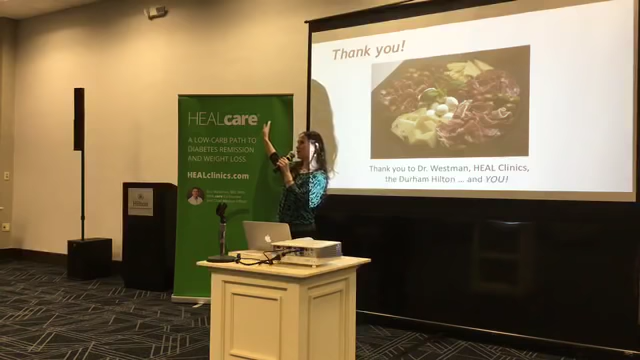 HEALcare
A LOW-CARB PATH TO
DIABETES REMISSION
AND WEIGHT LOSS
HEALclinics.com
Hilton
Thank you!
Thank you to Dr. Westman, HEAL Clinics,
the Durham Hilton ... and YOU!